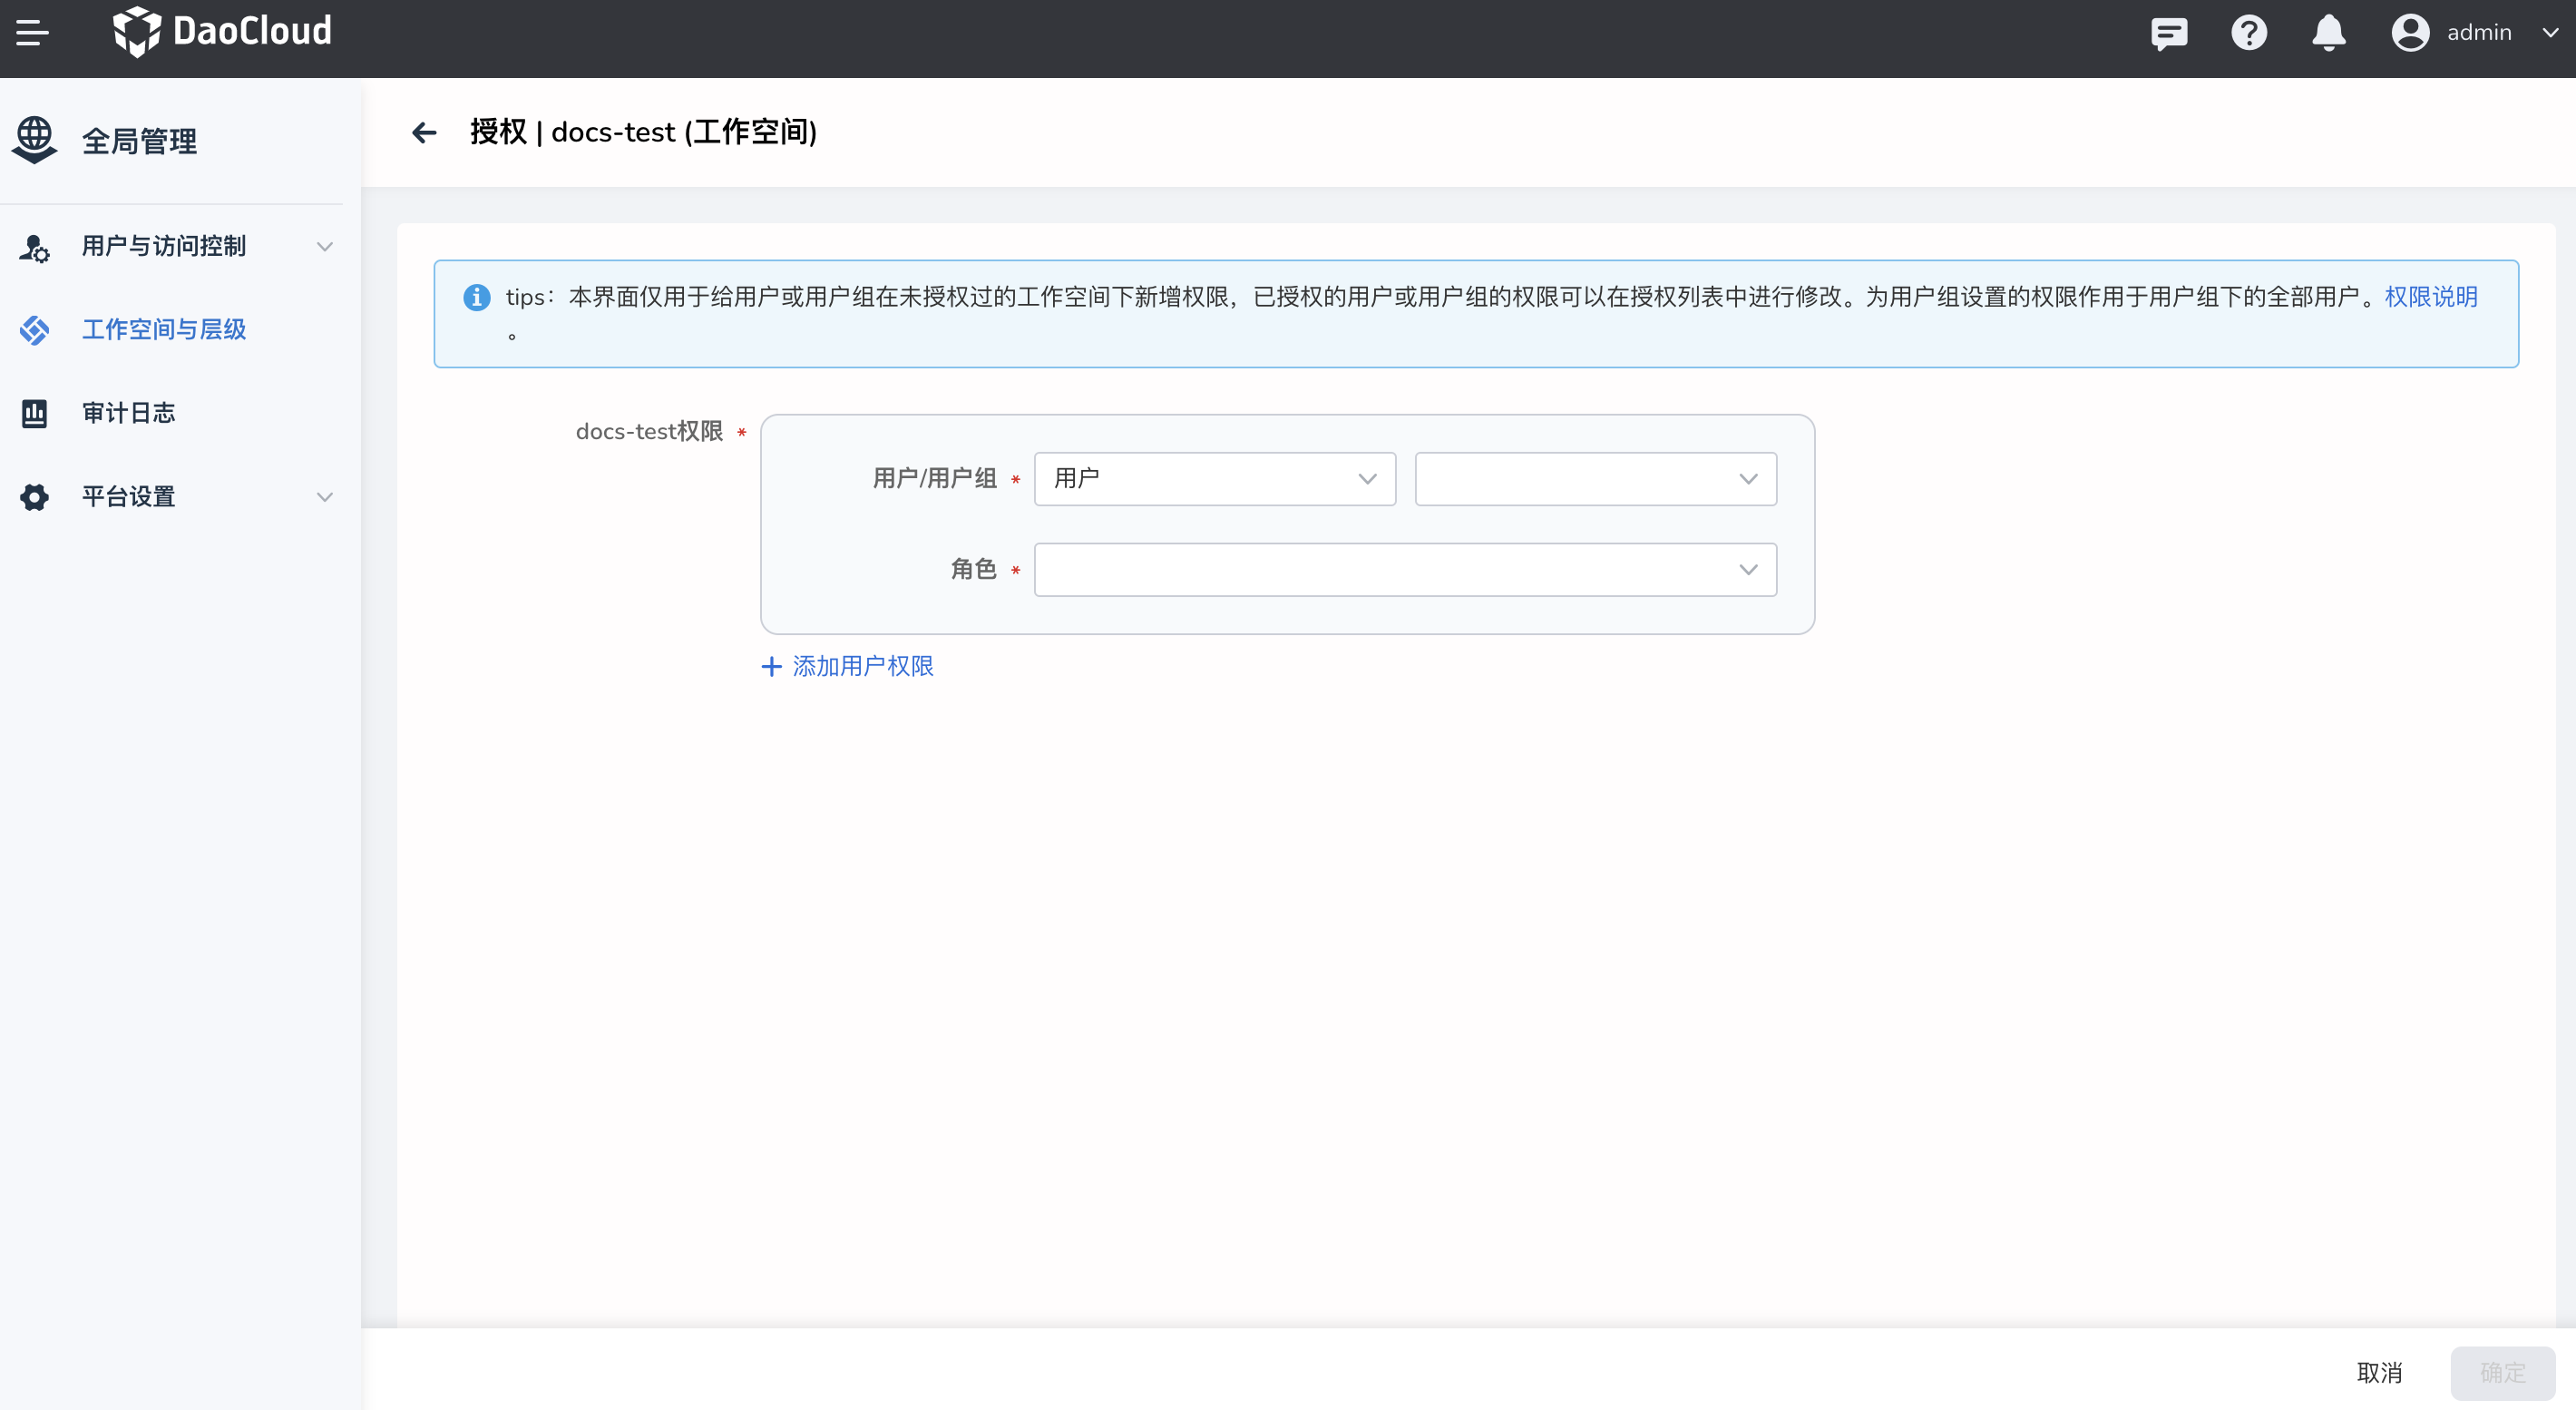 DaoCloud
admin
全局管理
用户与访问控制
工作空间与层级
审计日志
平台设置
授权 | docs-test (工作空间)
tips：本界面仅用于给用户或用户组在未授权过的工作空间下新增权限，已授权的用户或用户组的权限可以在授权列表中进行修改。为用户组设置的权限作用于用户组下的全部用户。权限说明
。
docs-test权限 *
用户/用户组 * 用户
角色 *
+ 添加用户权限
取消 确定